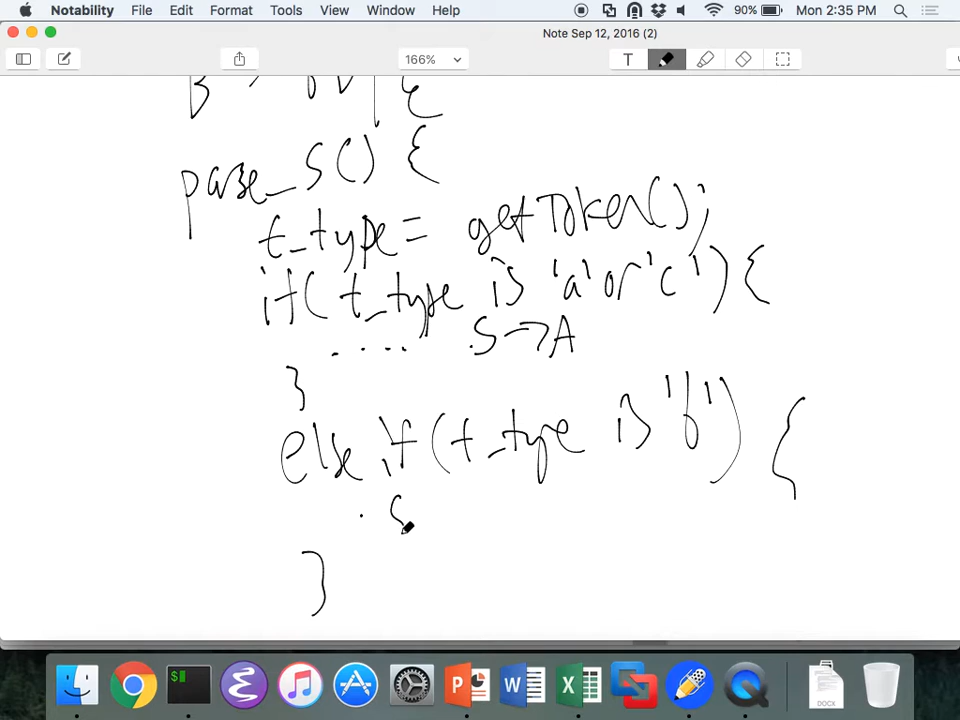 Notability File Edit Format Tools View Window Help 90% Mon 2:35 PM
Note Sep 12, 2016 (2)
166% T
parse_S() {
t_type = getToken();
if( t_type is 'a' or 'c' ) {
.... S → A
}
else if (t_type is 'b') {
. S
}
$
P W X
DOCX